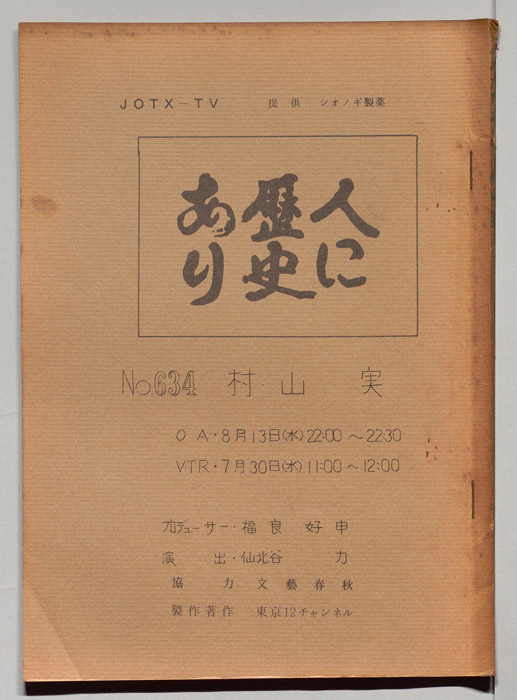 JOTX-TV 提供 シオノギ製薬
人に
歴史
あり
No.634 村山 実
OA・8月13日(水)22:00～22:30
VTR・7月30日(水)11:00～12:00
プロデューサー・福良 好申
演出・仙北谷 力
協力 文藝春秋
製作著作 東京12チャンネル